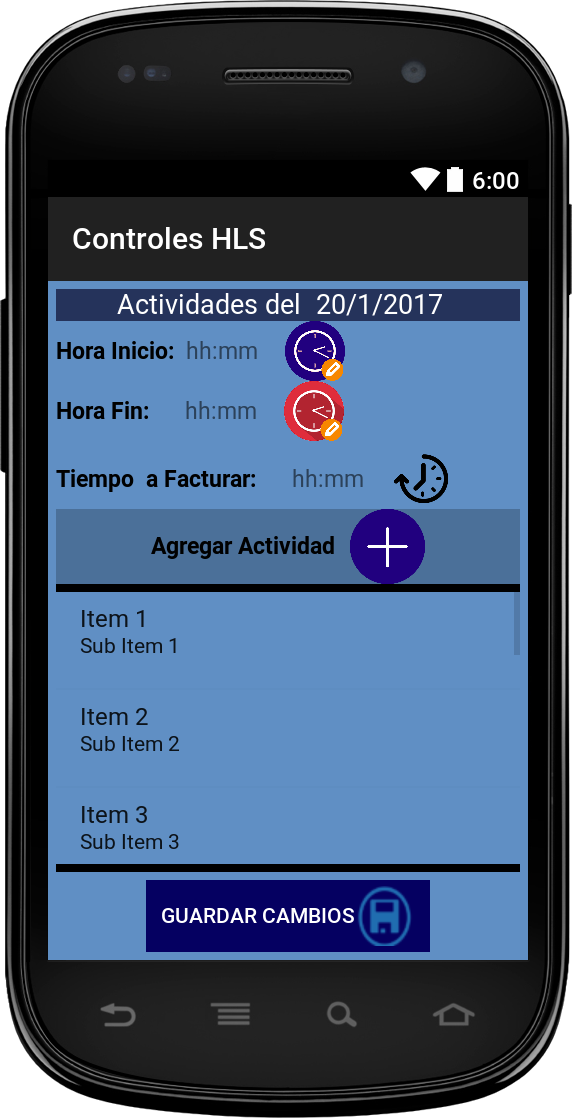 6:00
Controles HLS
Actividades del 20/1/2017
Hora Inicio: hh:mm
Hora Fin: hh:mm
Tiempo a Facturar: hh:mm
Agregar Actividad
Item 1
Sub Item 1
Item 2
Sub Item 2
Item 3
Sub Item 3
GUARDAR CAMBIOS